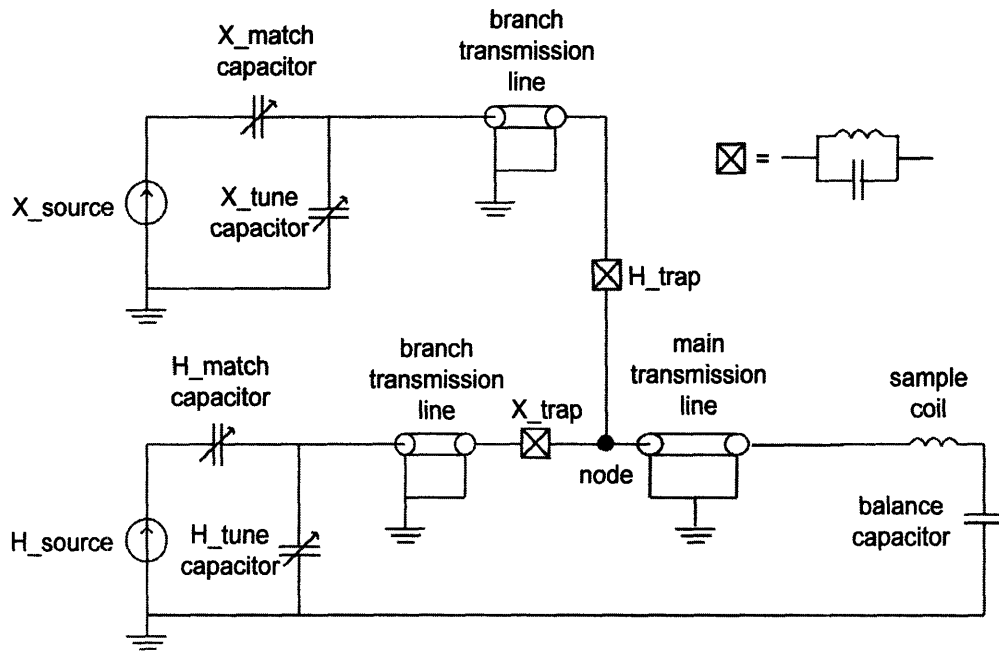 X_match
capacitor
branch
transmission
line
X_source
X_tune
capacitor
=
H_trap
H_match
capacitor
branch
transmission
line
X_trap
node
main
transmission
line
sample
coil
H_source
H_tune
capacitor
balance
capacitor